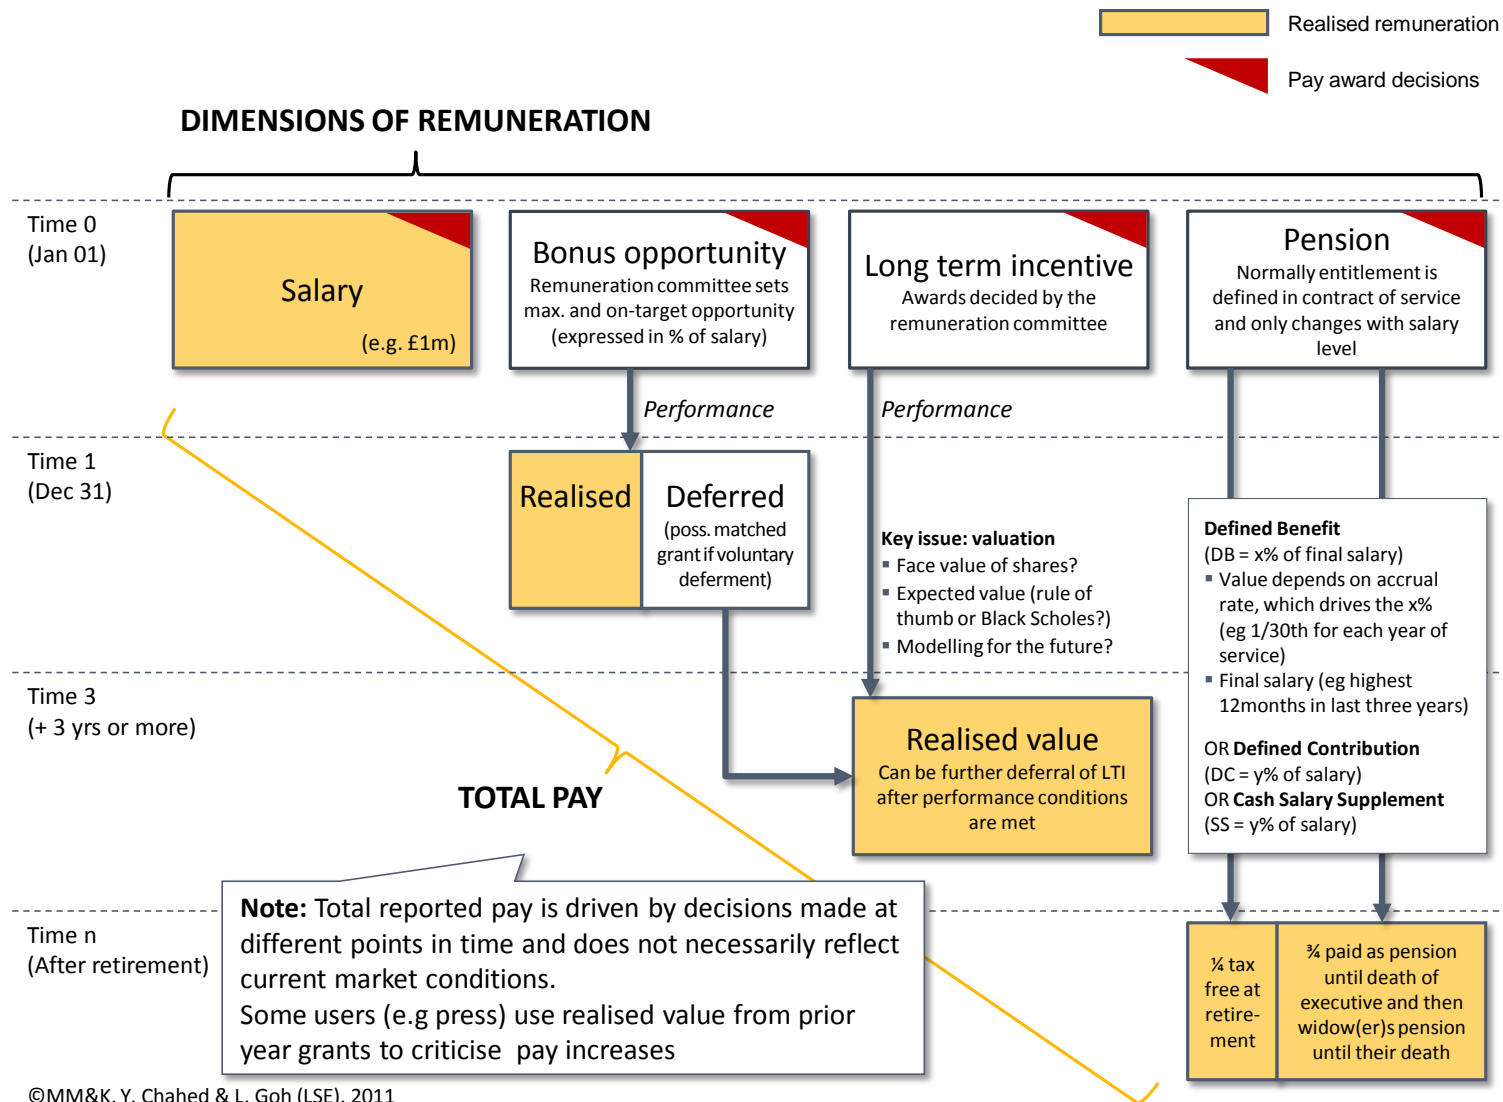 Realised remuneration
Pay award decisions
DIMENSIONS OF REMUNERATION
Time 0
(Jan 01)
Salary
(e.g. £1m)
Bonus opportunity
Remuneration committee sets
max. and on-target opportunity
(expressed in % of salary)
Long term incentive
Awards decided by the
remuneration committee
Pension
Normally entitlement is
defined in contract of service
and only changes with salary
level
Performance
Performance
Time 1
(Dec 31)
Realised
Deferred
(poss. matched
grant if voluntary
deferment)
Key issue: valuation
▪ Face value of shares?
▪ Expected value (rule of
thumb or Black Scholes?)
▪ Modelling for the future?
Defined Benefit
(DB = x% of final salary)
▪ Value depends on accrual
rate, which drives the x%
(eg 1/30th for each year of
service)
▪ Final salary (eg highest
12months in last three years)
OR Defined Contribution
(DC = y% of salary)
OR Cash Salary Supplement
(SS = y% of salary)
Time 3
(+ 3 yrs or more)
Realised value
Can be further deferral of LTI
after performance conditions
are met
TOTAL PAY
Note: Total reported pay is driven by decisions made at
different points in time and does not necessarily reflect
current market conditions.
Some users (e.g press) use realised value from prior
year grants to criticise pay increases
Time n
(After retirement)
¼ tax
free at
retire-
ment
¾ paid as pension
until death of
executive and then
widow(er)s pension
until their death
©MM&K, Y. Chahed & L. Goh (LSE), 2011